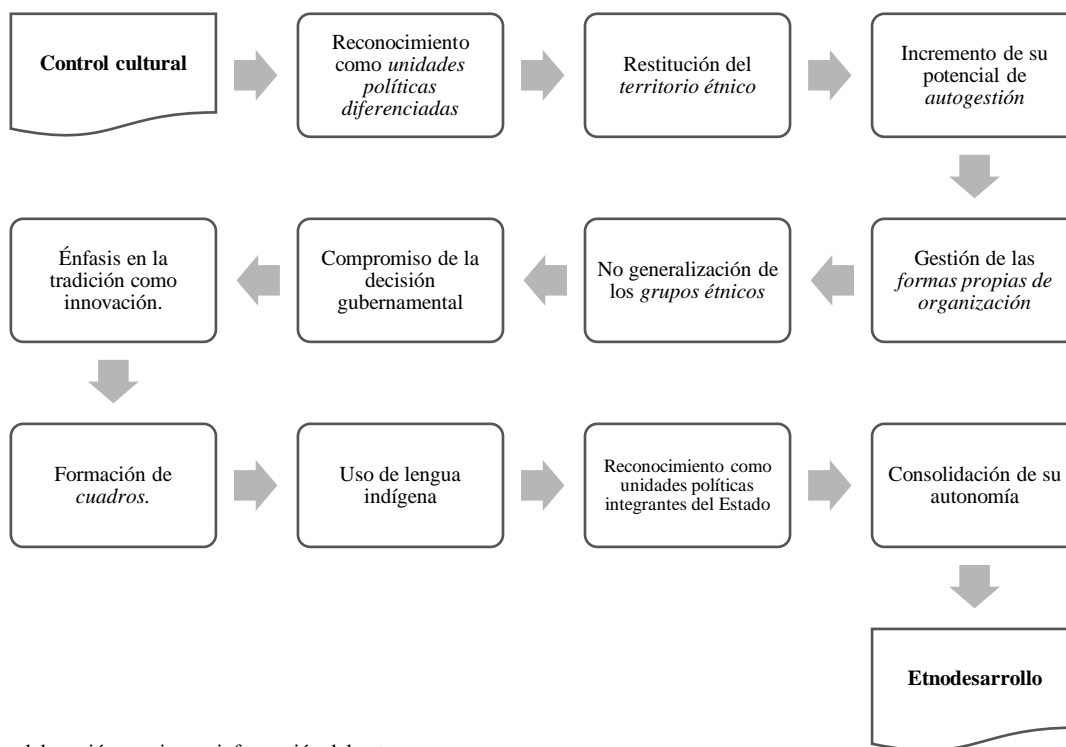 Control cultural
Reconocimiento
como unidades
políticas
diferenciadas
Restitución del
territorio étnico
Incremento de su
potencial de
autogestión
Gestión de las
formas propias de
organización
No generalización de
los grupos étnicos
Compromiso de la
decisión
gubernamental
Énfasis en la
tradición como
innovación.
Formación de
cuadros.
Uso de lengua
indígena
Reconocimiento como
unidades políticas
integrantes del Estado
Consolidación de su
autonomía
Etnodesarrollo